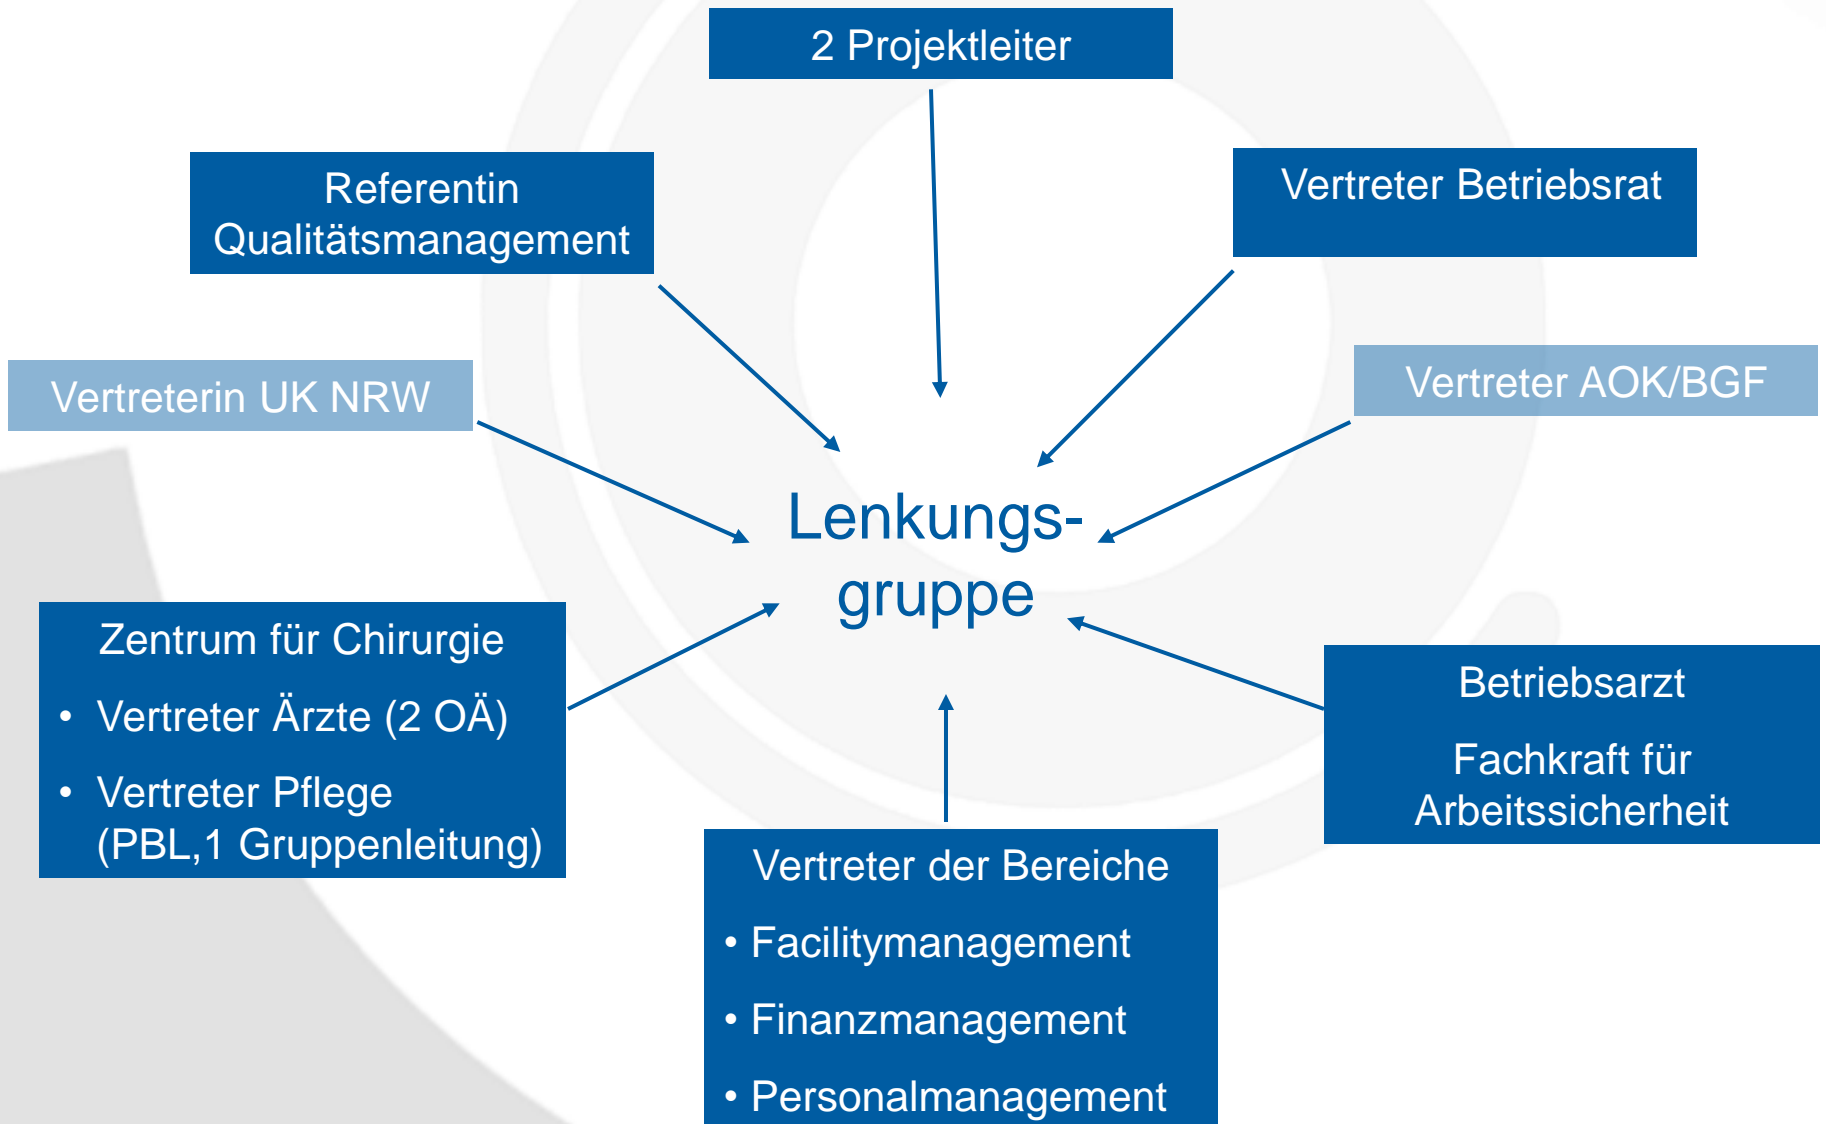 2 Projektleiter
Referentin
Qualitätsmanagement
Vertreter Betriebsrat
Vertreterin UK NRW
Vertreter AOK/BGF
Lenkungs-
gruppe
Zentrum für Chirurgie
• Vertreter Ärzte (2 OÄ)
• Vertreter Pflege
(PBL,1 Gruppenleitung)
Betriebsarzt
Fachkraft für
Arbeitssicherheit
Vertreter der Bereiche
• Facilitymanagement
• Finanzmanagement
• Personalmanagement